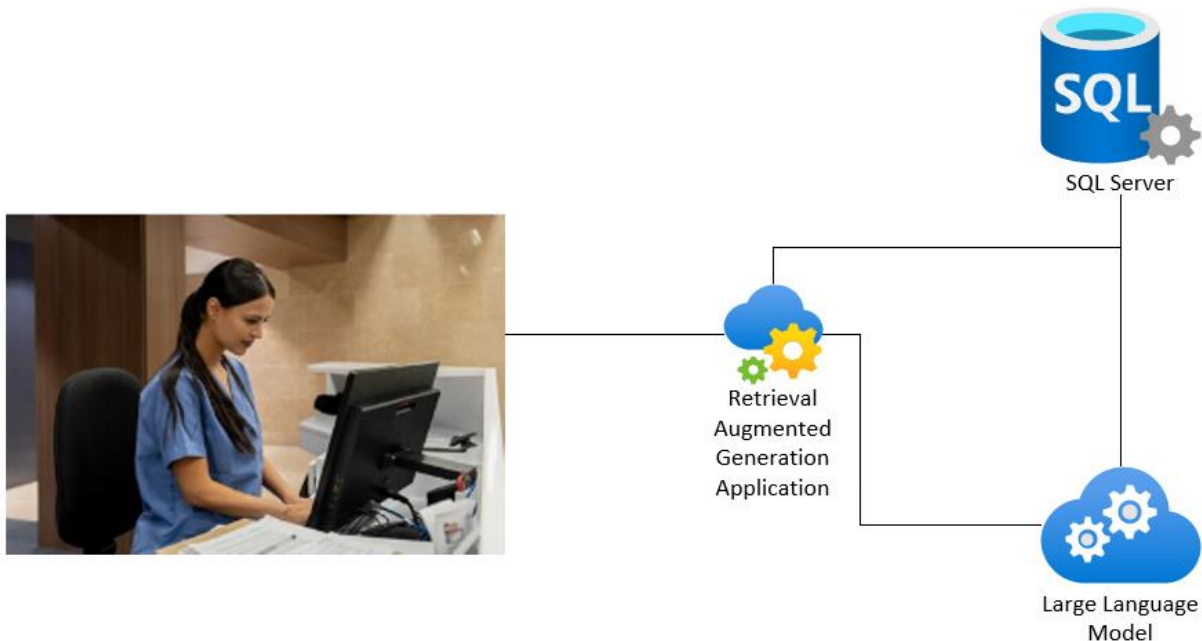 SQL
SQL Server
Retrieval
Augmented
Generation
Application
Large Language
Model